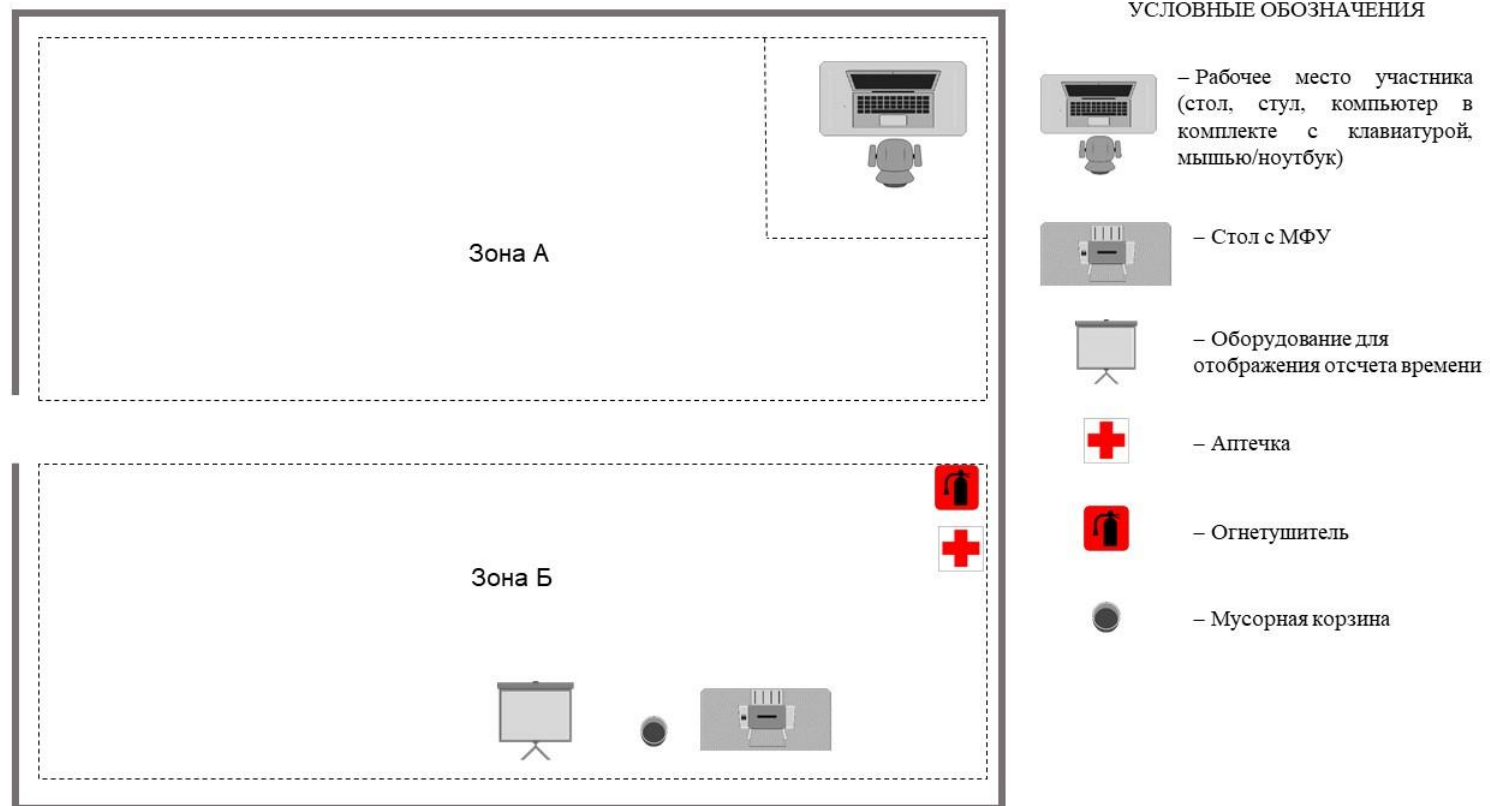 УСЛОВНЫЕ ОБОЗНАЧЕНИЯ
– Рабочее место участника
(стол, стул, компьютер в
комплекте с клавиатурой,
мышью/ноутбук)
– Стол с МФУ
– Оборудование для
отображения отсчета времени
– Аптечка
– Огнетушитель
– Мусорная корзина
Зона А
Зона Б